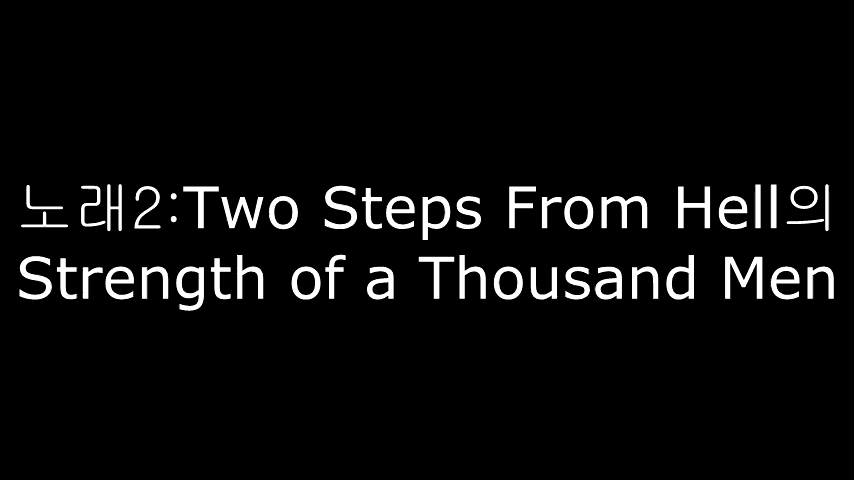 노래2:Two Steps From Hell의
Strength of a Thousand Men